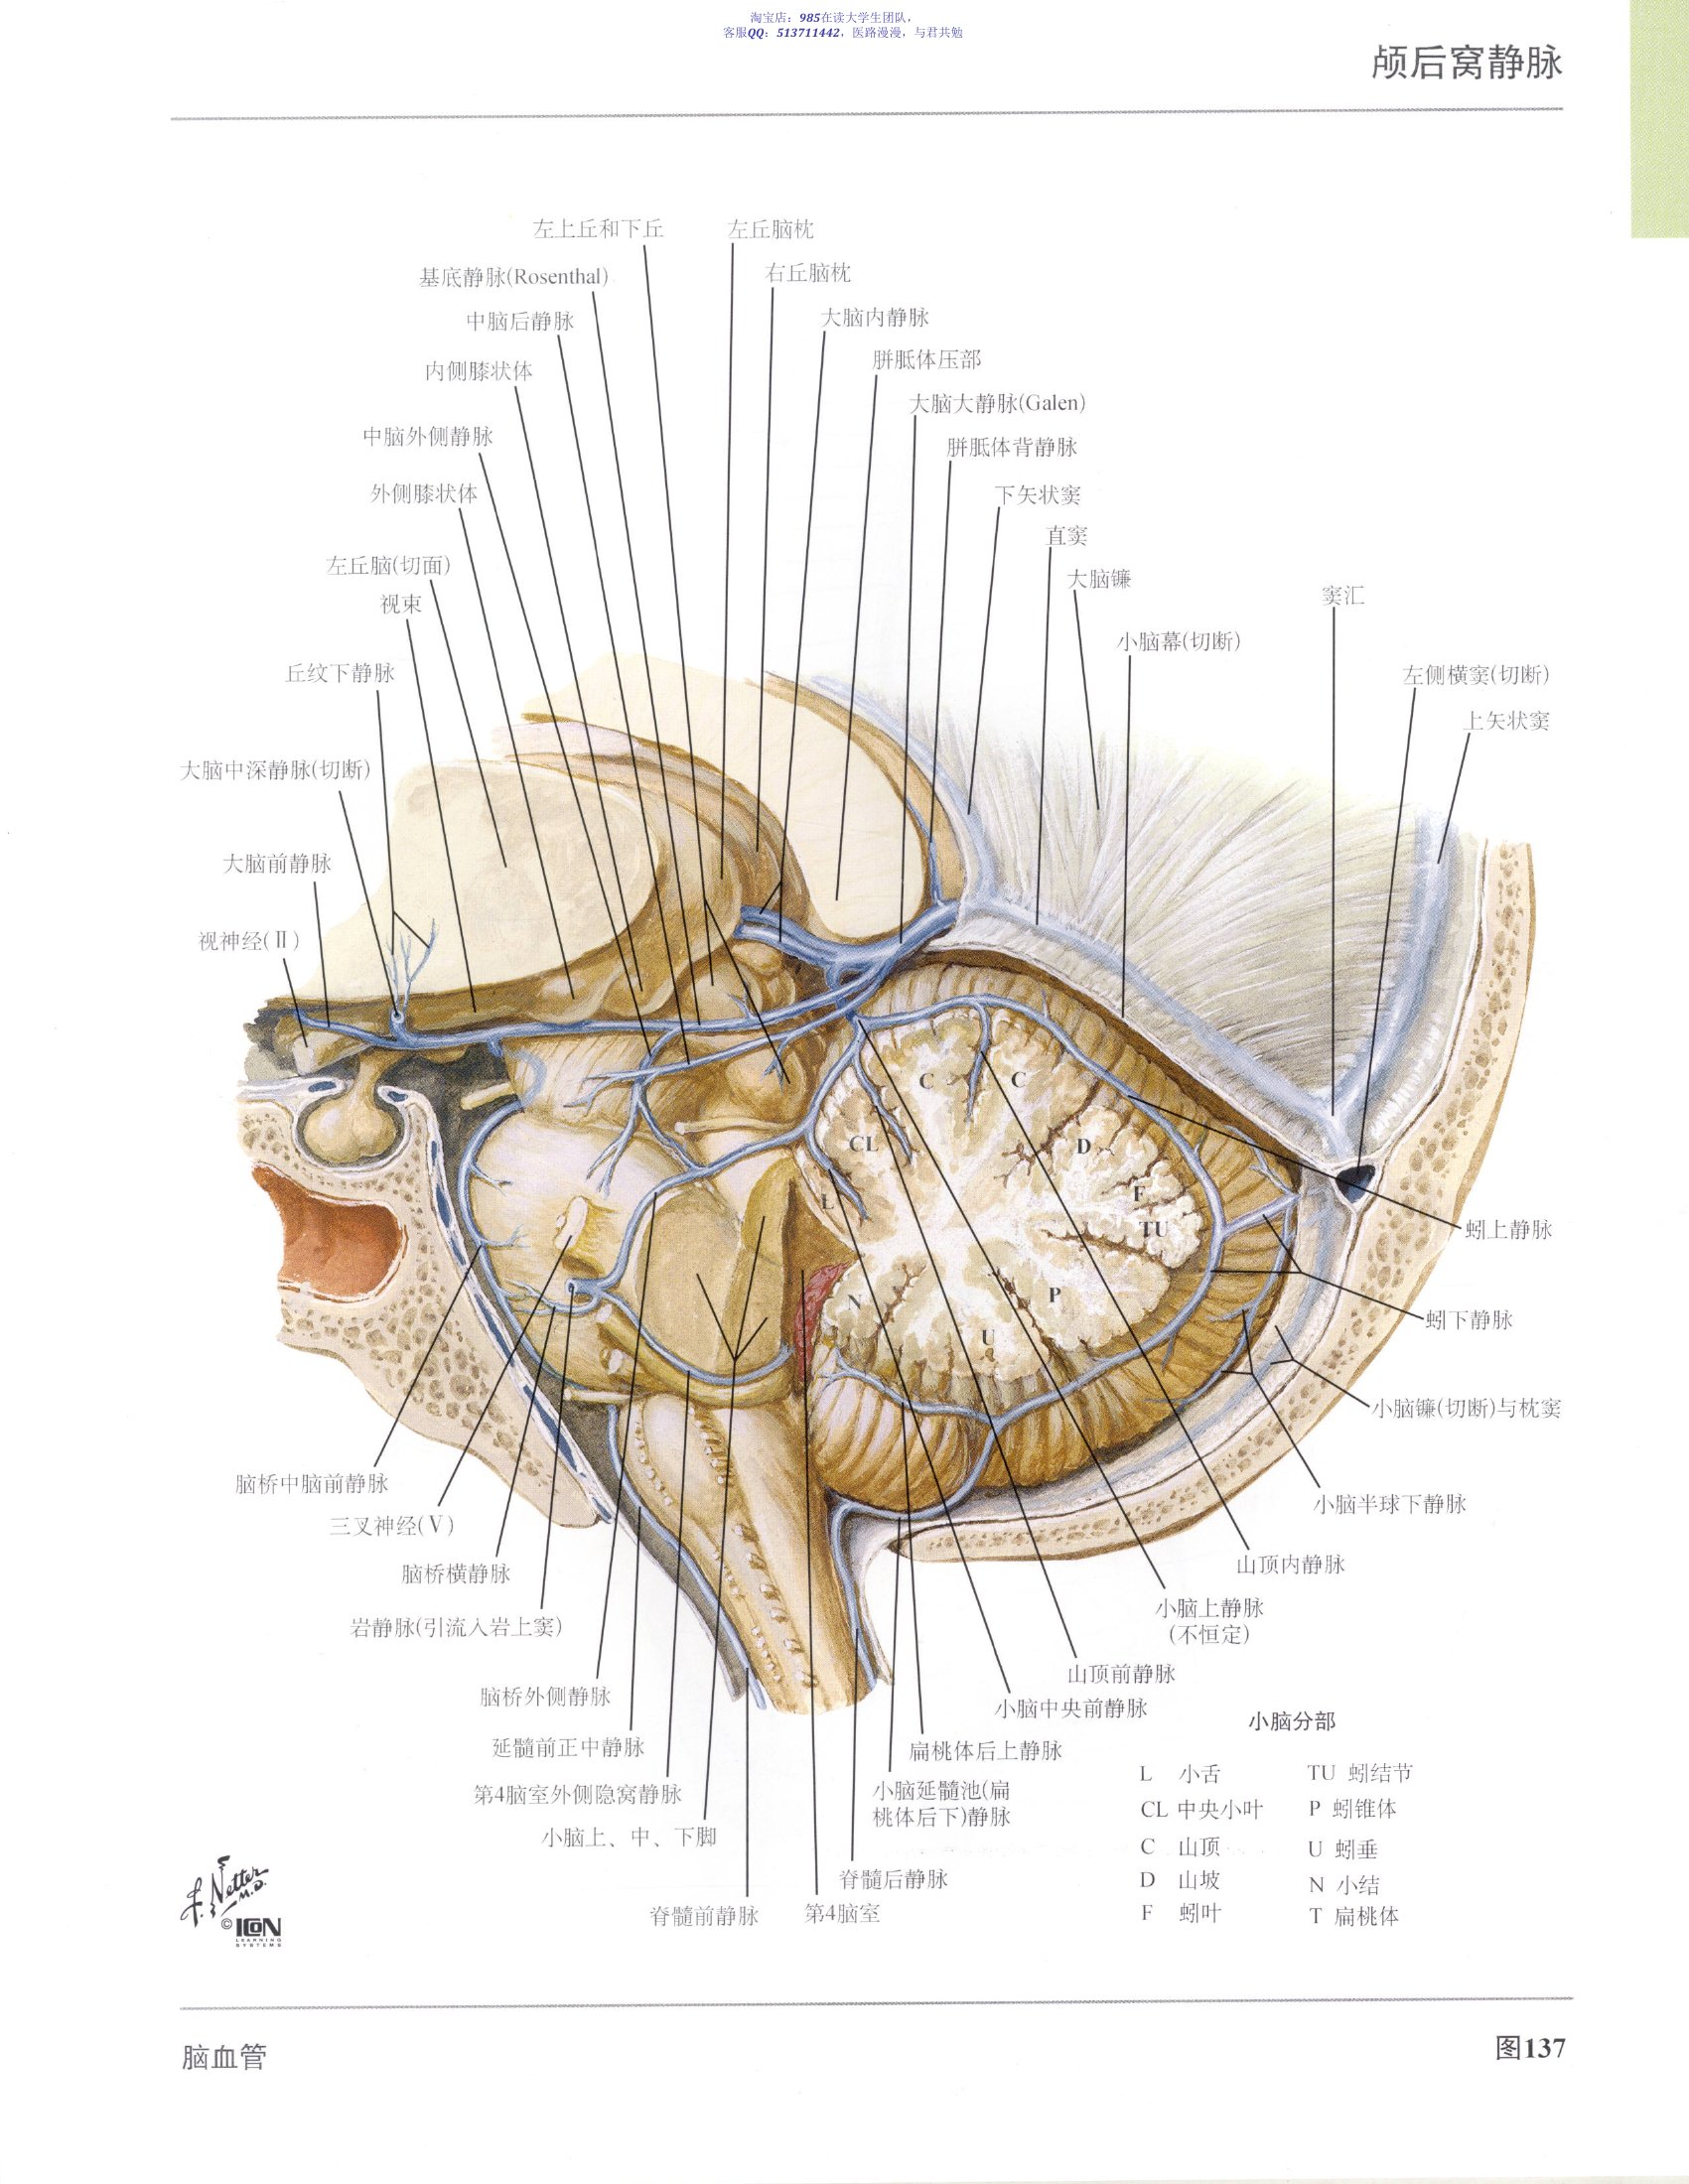 淘宝店：985在读大学生团队，
客服QQ：513711442，医路漫漫，与君共勉
颅后窝静脉
左上丘和下丘
左丘脑枕
基底静脉(Rosenthal)
右丘脑枕
中脑后静脉
大脑内静脉
内侧膝状体
胼胝体压部
大脑大静脉(Galen)
中脑外侧静脉
胼胝体背静脉
外侧膝状体
下矢状窦
直窦
左丘脑(切面)
大脑镰
视束
窦汇
小脑幕(切断)
丘纹下静脉
左侧横窦(切断)
上矢状窦
大脑中深静脉(切断)
大脑前静脉
视神经(Ⅱ)
C
C
CL
D
F
L
TU
N
P
U
蚓上静脉
蚓下静脉
小脑镰(切断)与枕窦
脑桥中脑前静脉
小脑半球下静脉
三叉神经(Ⅴ)
山顶内静脉
脑桥横静脉
小脑上静脉
(不恒定)
岩静脉(引流入岩上窦)
山顶前静脉
脑桥外侧静脉
小脑中央前静脉
延髓前正中静脉
扁桃体后上静脉
第4脑室外侧隐窝静脉
小脑延髓池(扁
桃体后下)静脉
小脑上、中、下脚
脊髓后静脉
脊髓前静脉
第4脑室
小脑分部
L 小舌
TU 蚓结节
CL 中央小叶
P 蚓锥体
C 山顶
U 蚓垂
D 山坡
N 小结
F 蚓叶
T 扁桃体
F. Netter
M.D.
© ICON
LEARNING
SYSTEMS
脑血管
图137